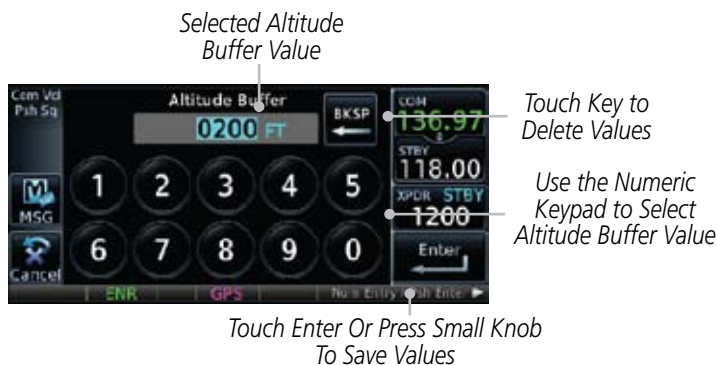 Selected Altitude
Buffer Value
Com Vol
Psh Sq
Altitude Buffer
0200 FT
BKSP
COM
136.97
STBY
118.00
XPDR STBY
1200
MSG
Cancel
1 2 3 4 5
6 7 8 9 0
Enter
ENR GPS Num Entry Enter
Touch Key to
Delete Values
Use the Numeric
Keypad to Select
Altitude Buffer Value
Touch Enter Or Press Small Knob
To Save Values